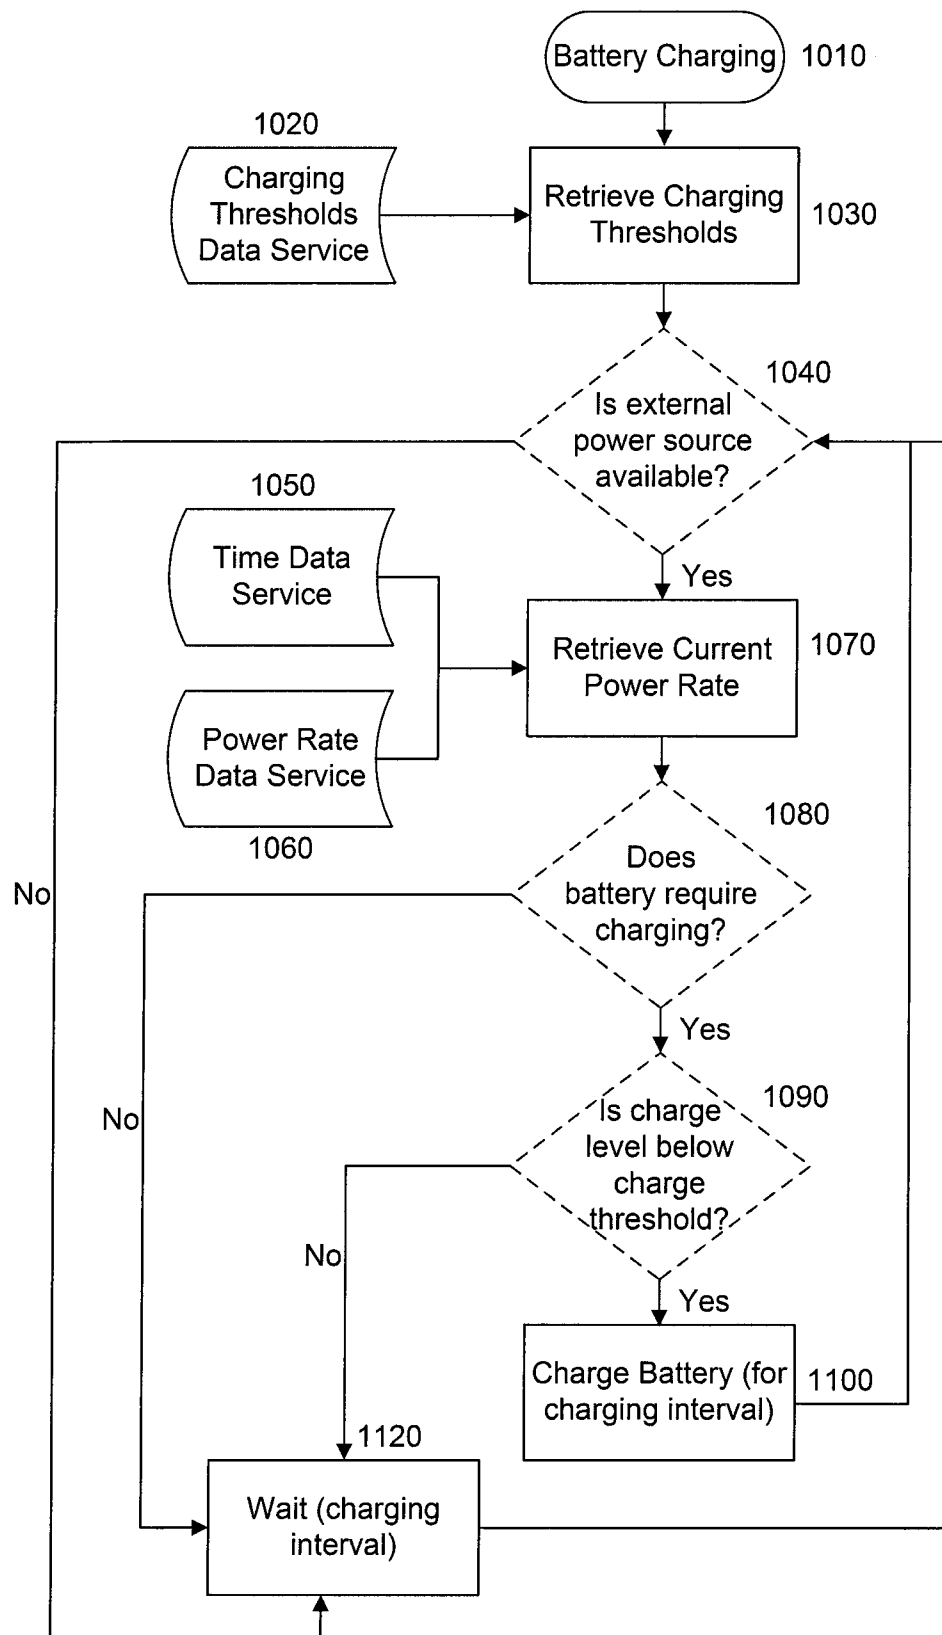 Battery Charging
1010
1020
Charging
Thresholds
Data Service
Retrieve Charging
Thresholds
1030
1040
Is external
power source
available?
1050
Time Data
Service
Yes
Retrieve Current
Power Rate
1070
Power Rate
Data Service
1060
1080
Does
battery require
charging?
No
Yes
1090
Is charge
level below
charge
threshold?
No
No
Yes
Charge Battery (for
charging interval)
1100
1120
Wait (charging
interval)